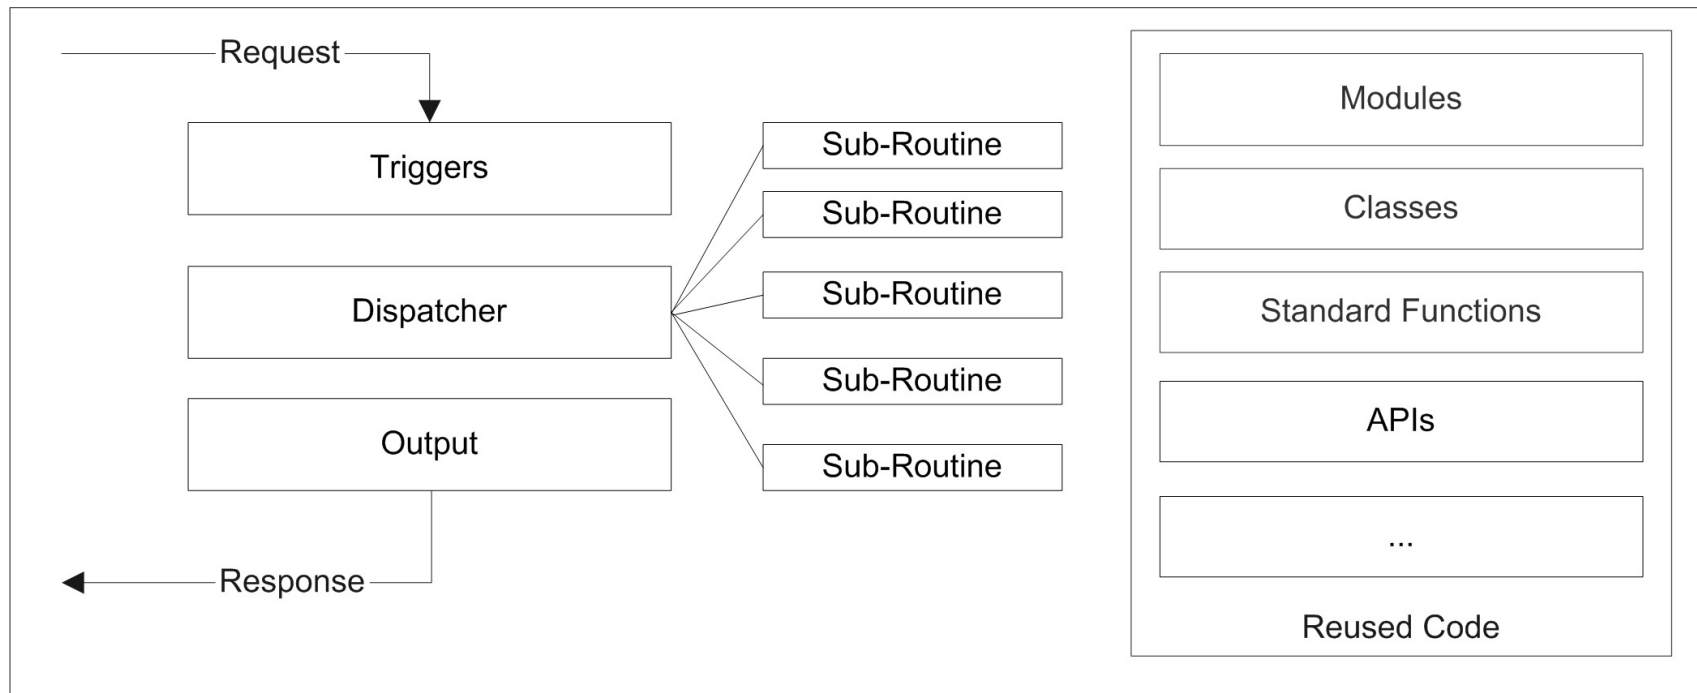 Request
Triggers
Dispatcher
Output
Response
Sub-Routine
Sub-Routine
Sub-Routine
Sub-Routine
Sub-Routine
Modules
Classes
Standard Functions
APIs
...
Reused Code